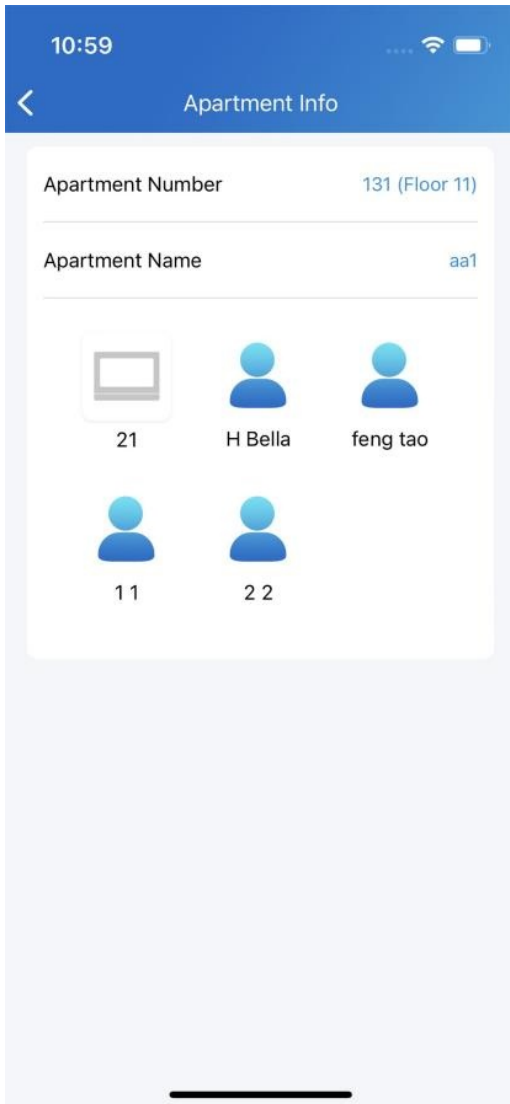 10:59
Apartment Info
Apartment Number 131 (Floor 11)
Apartment Name aa1
21 H Bella feng tao
1 1 2 2